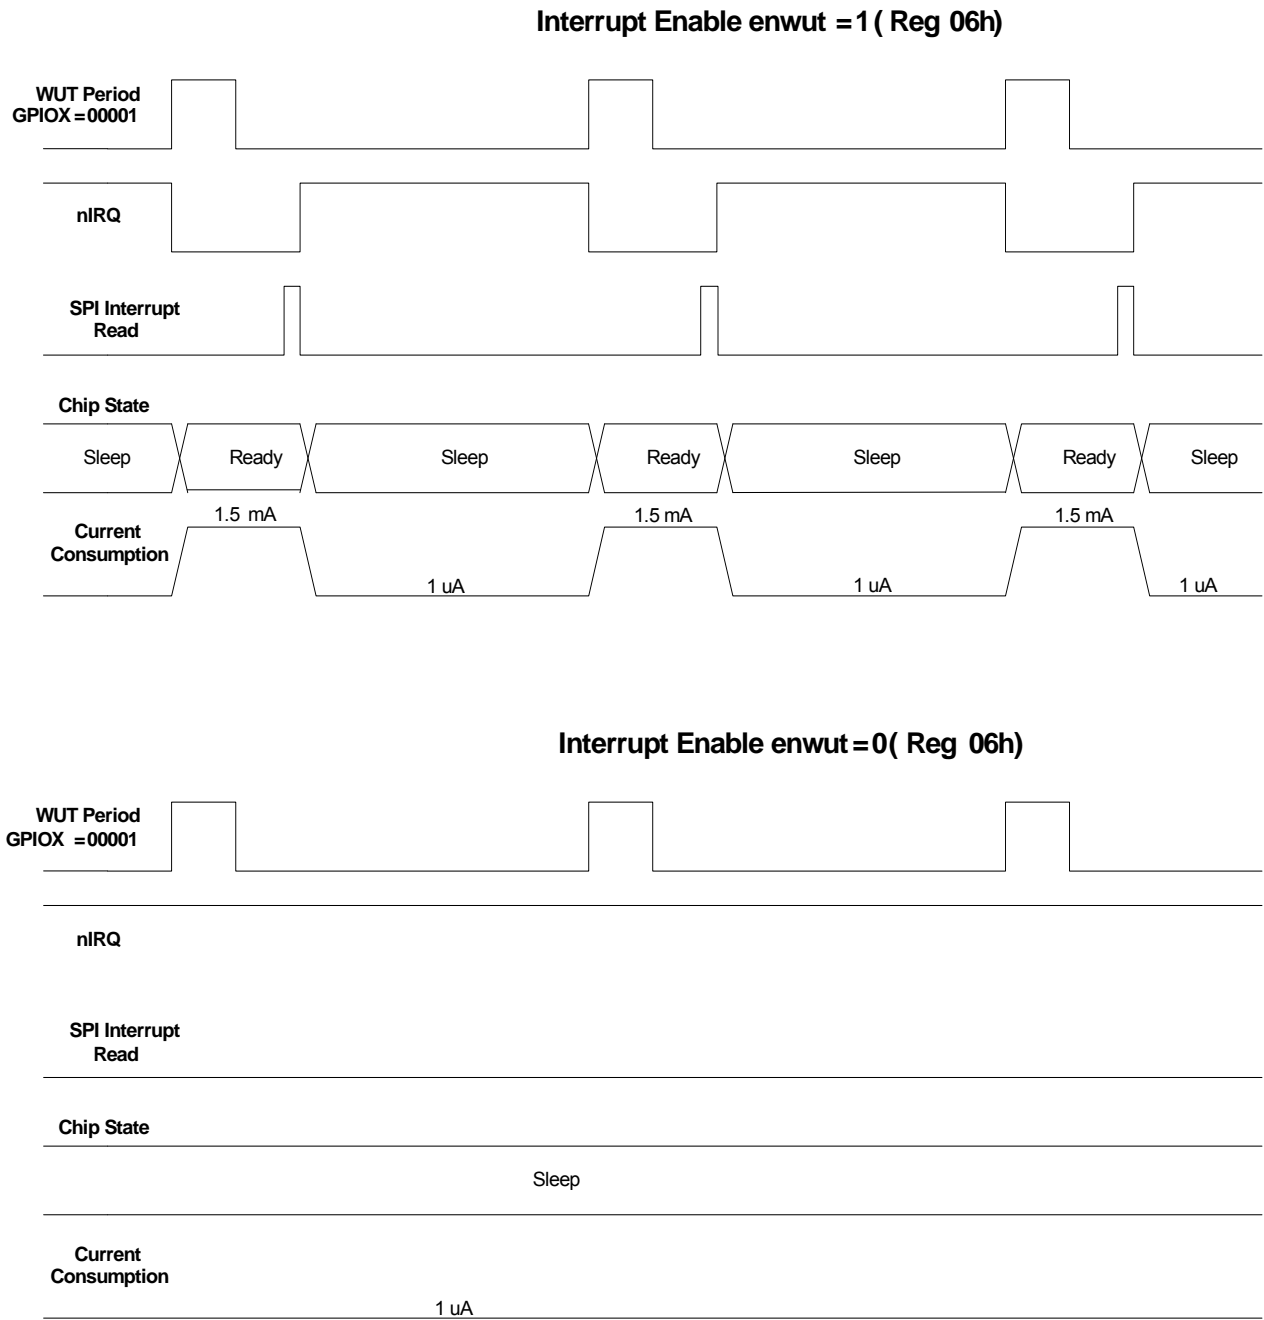 Interrupt Enable enwut =1( Reg 06h)
WUT Period
GPIOX =00001
nIRQ
SPI Interrupt
Read
Chip State
Sleep Ready Sleep Ready Sleep Ready Sleep
1.5 mA 1.5 mA 1.5 mA
Current
Consumption
1 uA 1 uA 1 uA
Interrupt Enable enwut =0( Reg 06h)
WUT Period
GPIOX =00001
nIRQ
SPI Interrupt
Read
Chip State
Sleep
Current
Consumption
1 uA